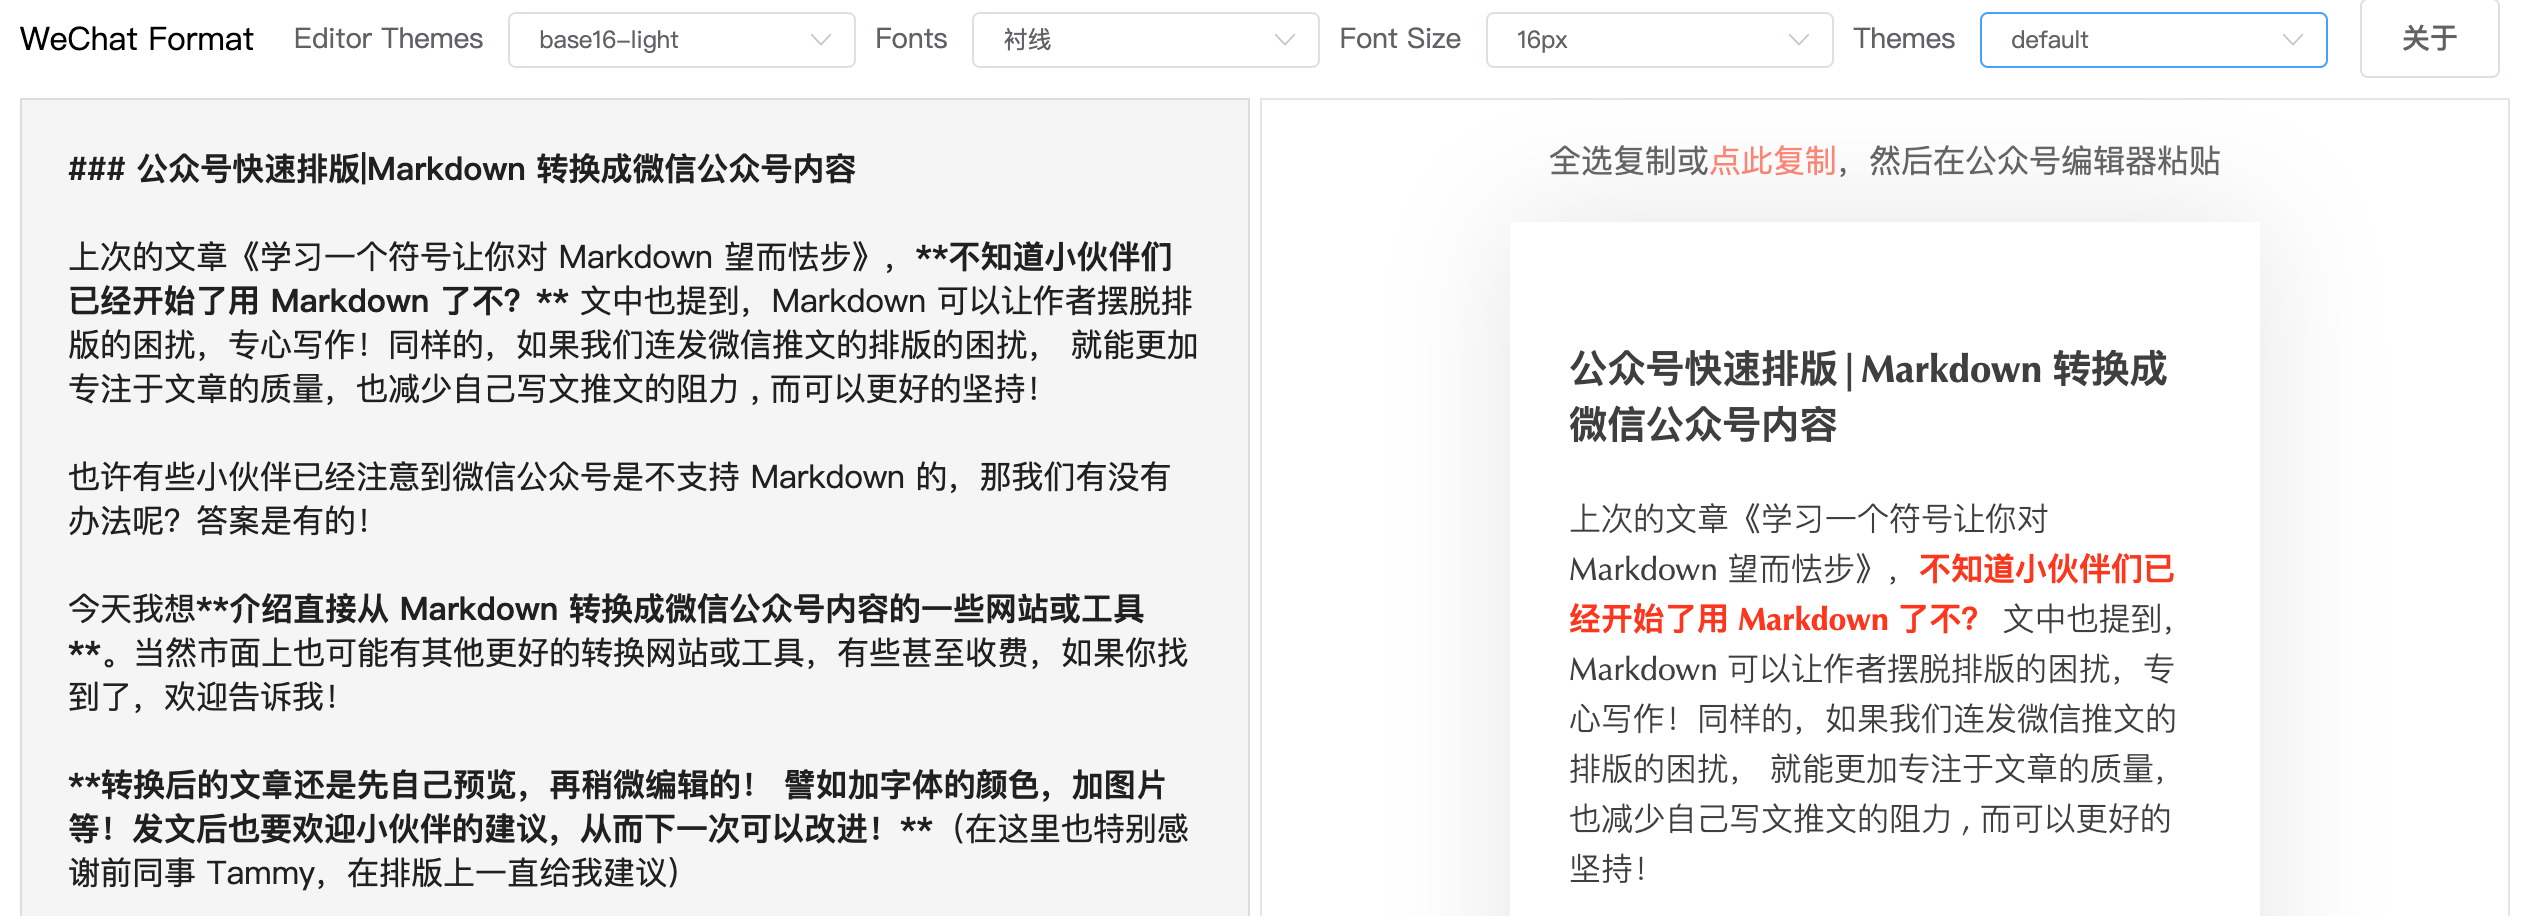 WeChat Format Editor Themes base16-light Fonts 衬线 Font Size 16px Themes default 关于
### 公众号快速排版|Markdown 转换成微信公众号内容
上次的文章《学习一个符号让你对 Markdown 望而怯步》，**不知道小伙伴们
已经开始了用 Markdown 了不？** 文中也提到，Markdown 可以让作者摆脱排
版的困扰，专心写作！同样的，如果我们连发微信推文的排版的困扰， 就能更加
专注于文章的质量，也减少自己写文推文的阻力 , 而可以更好的坚持！
也许有些小伙伴已经注意到微信公众号是不支持 Markdown 的，那我们有没有
办法呢？答案是有的！
今天我想**介绍直接从 Markdown 转换成微信公众号内容的一些网站或工具
**。当然市面上也可能有其他更好的转换网站或工具，有些甚至收费，如果你找
到了，欢迎告诉我！
**转换后的文章还是先自己预览，再稍微编辑的！ 譬如加字体的颜色，加图片
等！发文后也要欢迎小伙伴的建议，从而下一次可以改进！**（在这里也特别感
谢前同事 Tammy，在排版上一直给我建议）
全选复制或点此复制，然后在公众号编辑器粘贴
公众号快速排版|Markdown 转换成
微信公众号内容
上次的文章《学习一个符号让你对
Markdown 望而怯步》，不知道小伙伴们已
经开始了用 Markdown 了不？ 文中也提到，
Markdown 可以让作者摆脱排版的困扰，专
心写作！同样的，如果我们连发微信推文的
排版的困扰， 就能更加专注于文章的质量，
也减少自己写文推文的阻力 , 而可以更好的
坚持！